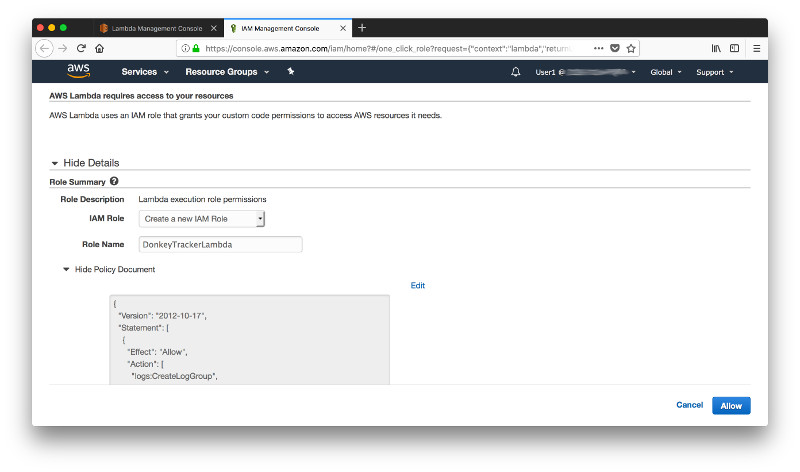 Lambda Management Console
IAM Management Console
https://console.aws.amazon.com/iam/home?#/one_click_role?request={"context":"lambda","return
aws
Services
Resource Groups
User1 @
Global
Support
AWS Lambda requires access to your resources
AWS Lambda uses an IAM role that grants your custom code permissions to access AWS resources it needs.
Hide Details
Role Summary ?
Role Description Lambda execution role permissions
IAM Role Create a new IAM Role
Role Name DonkeyTrackerLambda
Hide Policy Document
Edit
{
"Version": "2012-10-17",
"Statement": [
{
"Effect": "Allow",
"Action": [
"logs:CreateLogGroup",
Cancel Allow